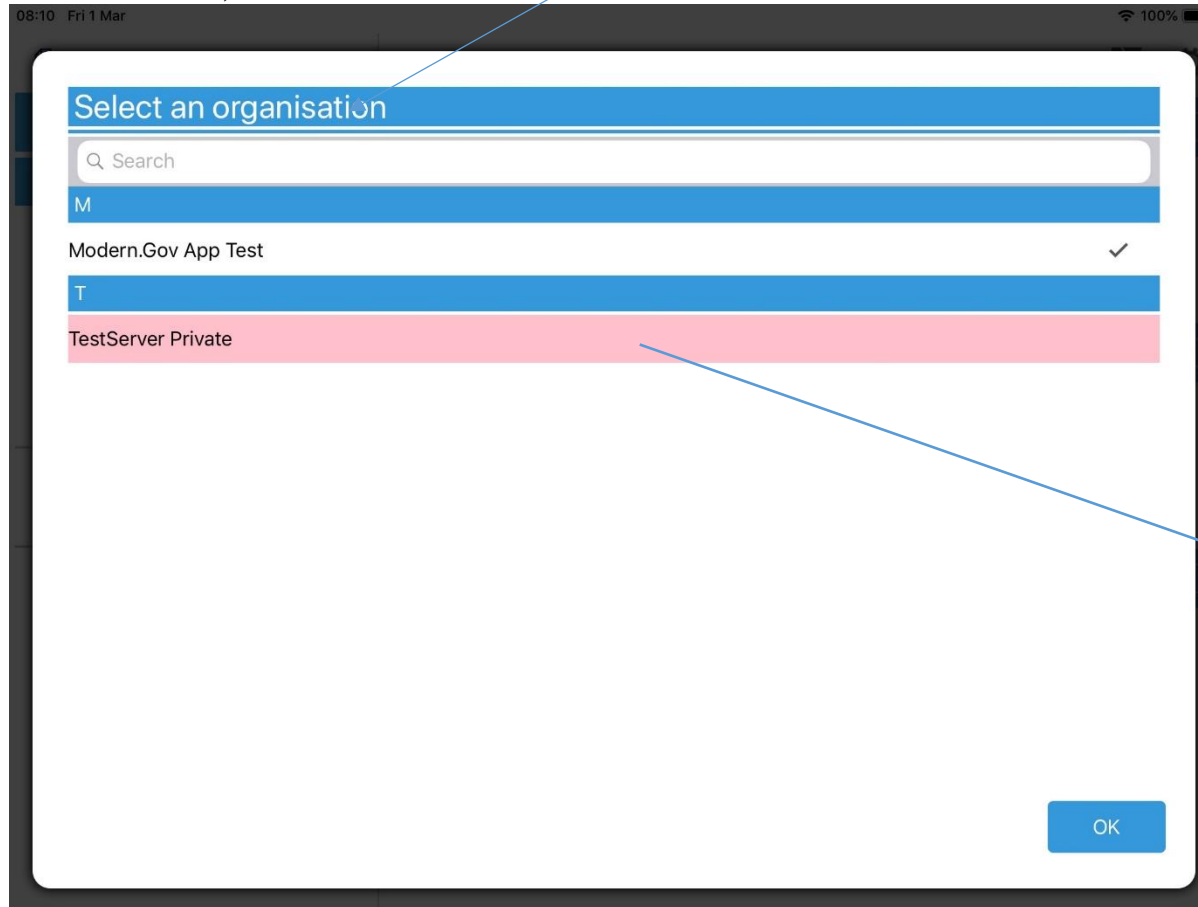 08:10 Fri 1 Mar
100%
Select an organisation
Search
M
Modern.Gov App Test
T
TestServer Private
OK